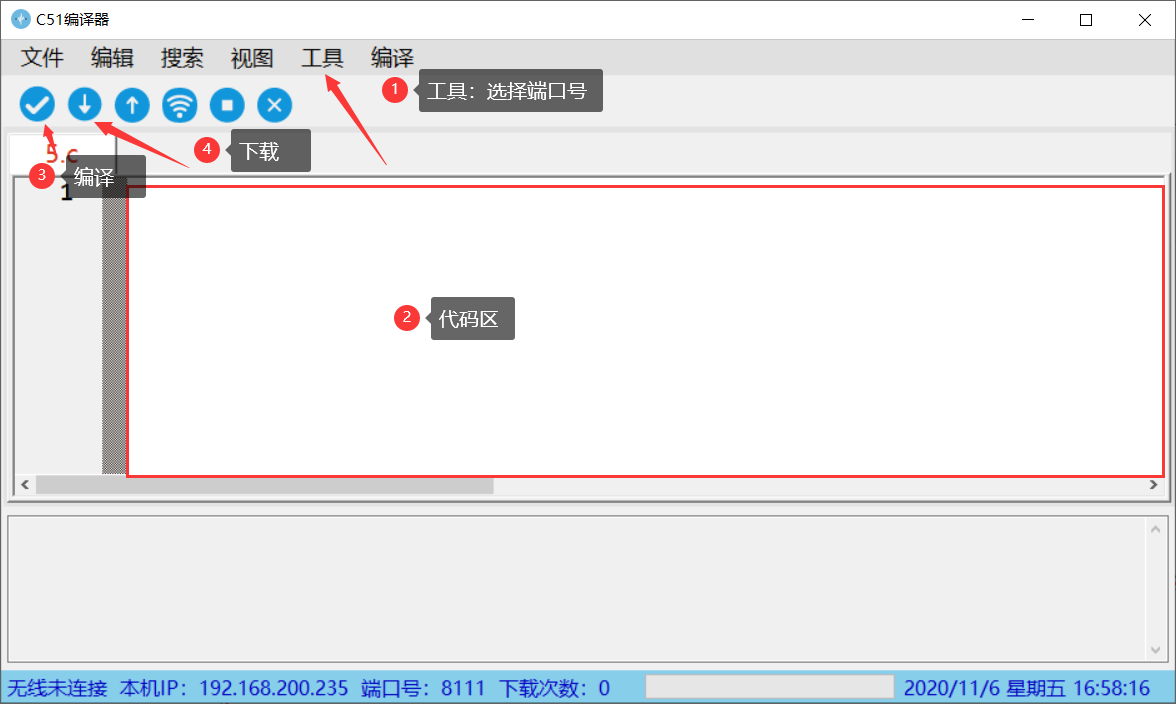 C51编译器
文件 编辑 搜索 视图 工具 编译
1 工具：选择端口号
4 下载
5.c
3 编译
1
2 代码区
无线未连接 本机IP：192.168.200.235 端口号：8111 下载次数：0 2020/11/6 星期五 16:58:16